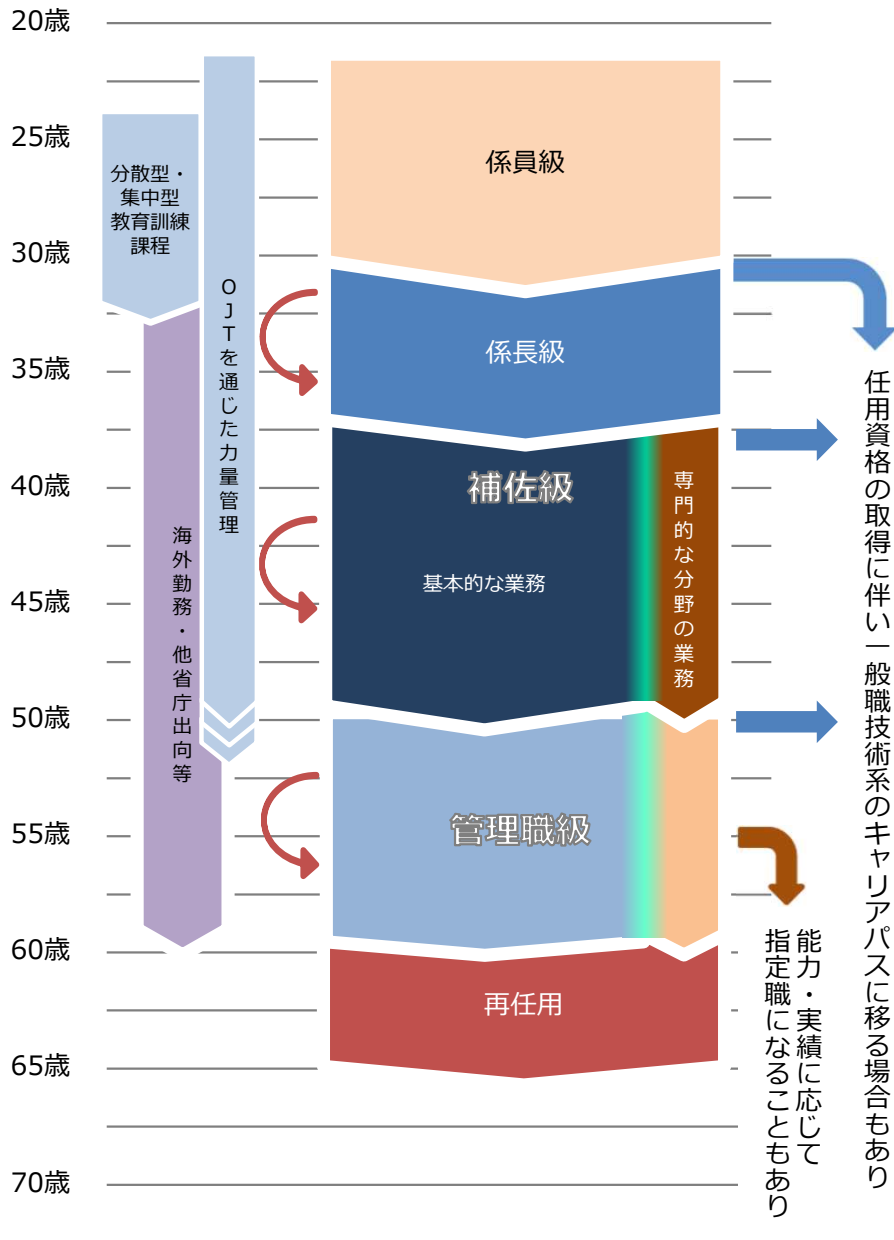 20歳
25歳
30歳
35歳
40歳
45歳
50歳
55歳
60歳
65歳
70歳
分散型・
集中型
教育訓練
課程
OJTを通じた力量管理
海外勤務・他省庁出向等
係員級
係長級
補佐級
基本的な業務
専門的な分野の業務
管理職級
再任用
任用資格の取得に伴い一般職技術系のキャリアパスに移る場合もあり
能力・実績に応じて
指定職になることもあり